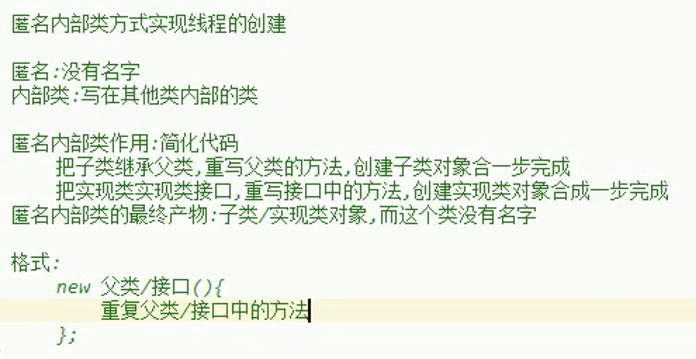 匿名内部类方式实现线程的创建
匿名:没有名字
内部类:写在其他类内部的类
匿名内部类作用:简化代码
把子类继承父类,重写父类的方法,创建子类对象合一步完成
把实现类实现类接口,重写接口中的方法,创建实现类对象合成一步完成
匿名内部类的最终产物:子类/实现类对象,而这个类没有名字
格式:
new 父类/接口(){
重复父类/接口中的方法
};